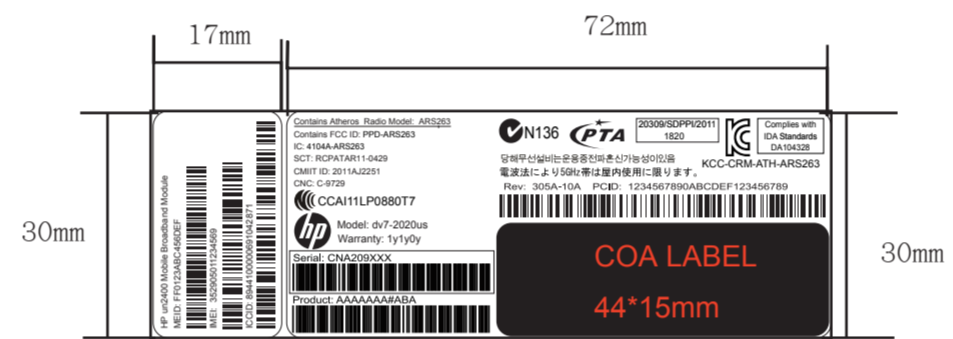 17mm
72mm
30mm
30mm
HP un2400 Mobile Broadband Module
MEID: FF0123ABC456DEF
IMEI: 352905011234569
ICCID: 89441000000691042871
Contains Atheros Radio Model: ARS263
Contains FCC ID: PPD-ARS263
IC: 4104A-ARS263
SCT: RCPATAR11-0429
CMIIT ID: 2011AJ2251
CNC: C-9729
CCAI11LP0880T7
hp
Model: dv7-2020us
Warranty: 1y1y0y
Serial: CNA209XXX
Product: AAAAAAA#ABA
N136
PTA
20309/SDPPI/2011
1820
Complies with
IDA Standards
DA104328
KCC-CRM-ATH-ARS263
당해무선설비는운용중전파혼신가능성이있음
電波法により5GHz帯は屋内使用に限ります。
Rev: 305A-10A PCID: 1234567890ABCDEF123456789
COA LABEL
44*15mm